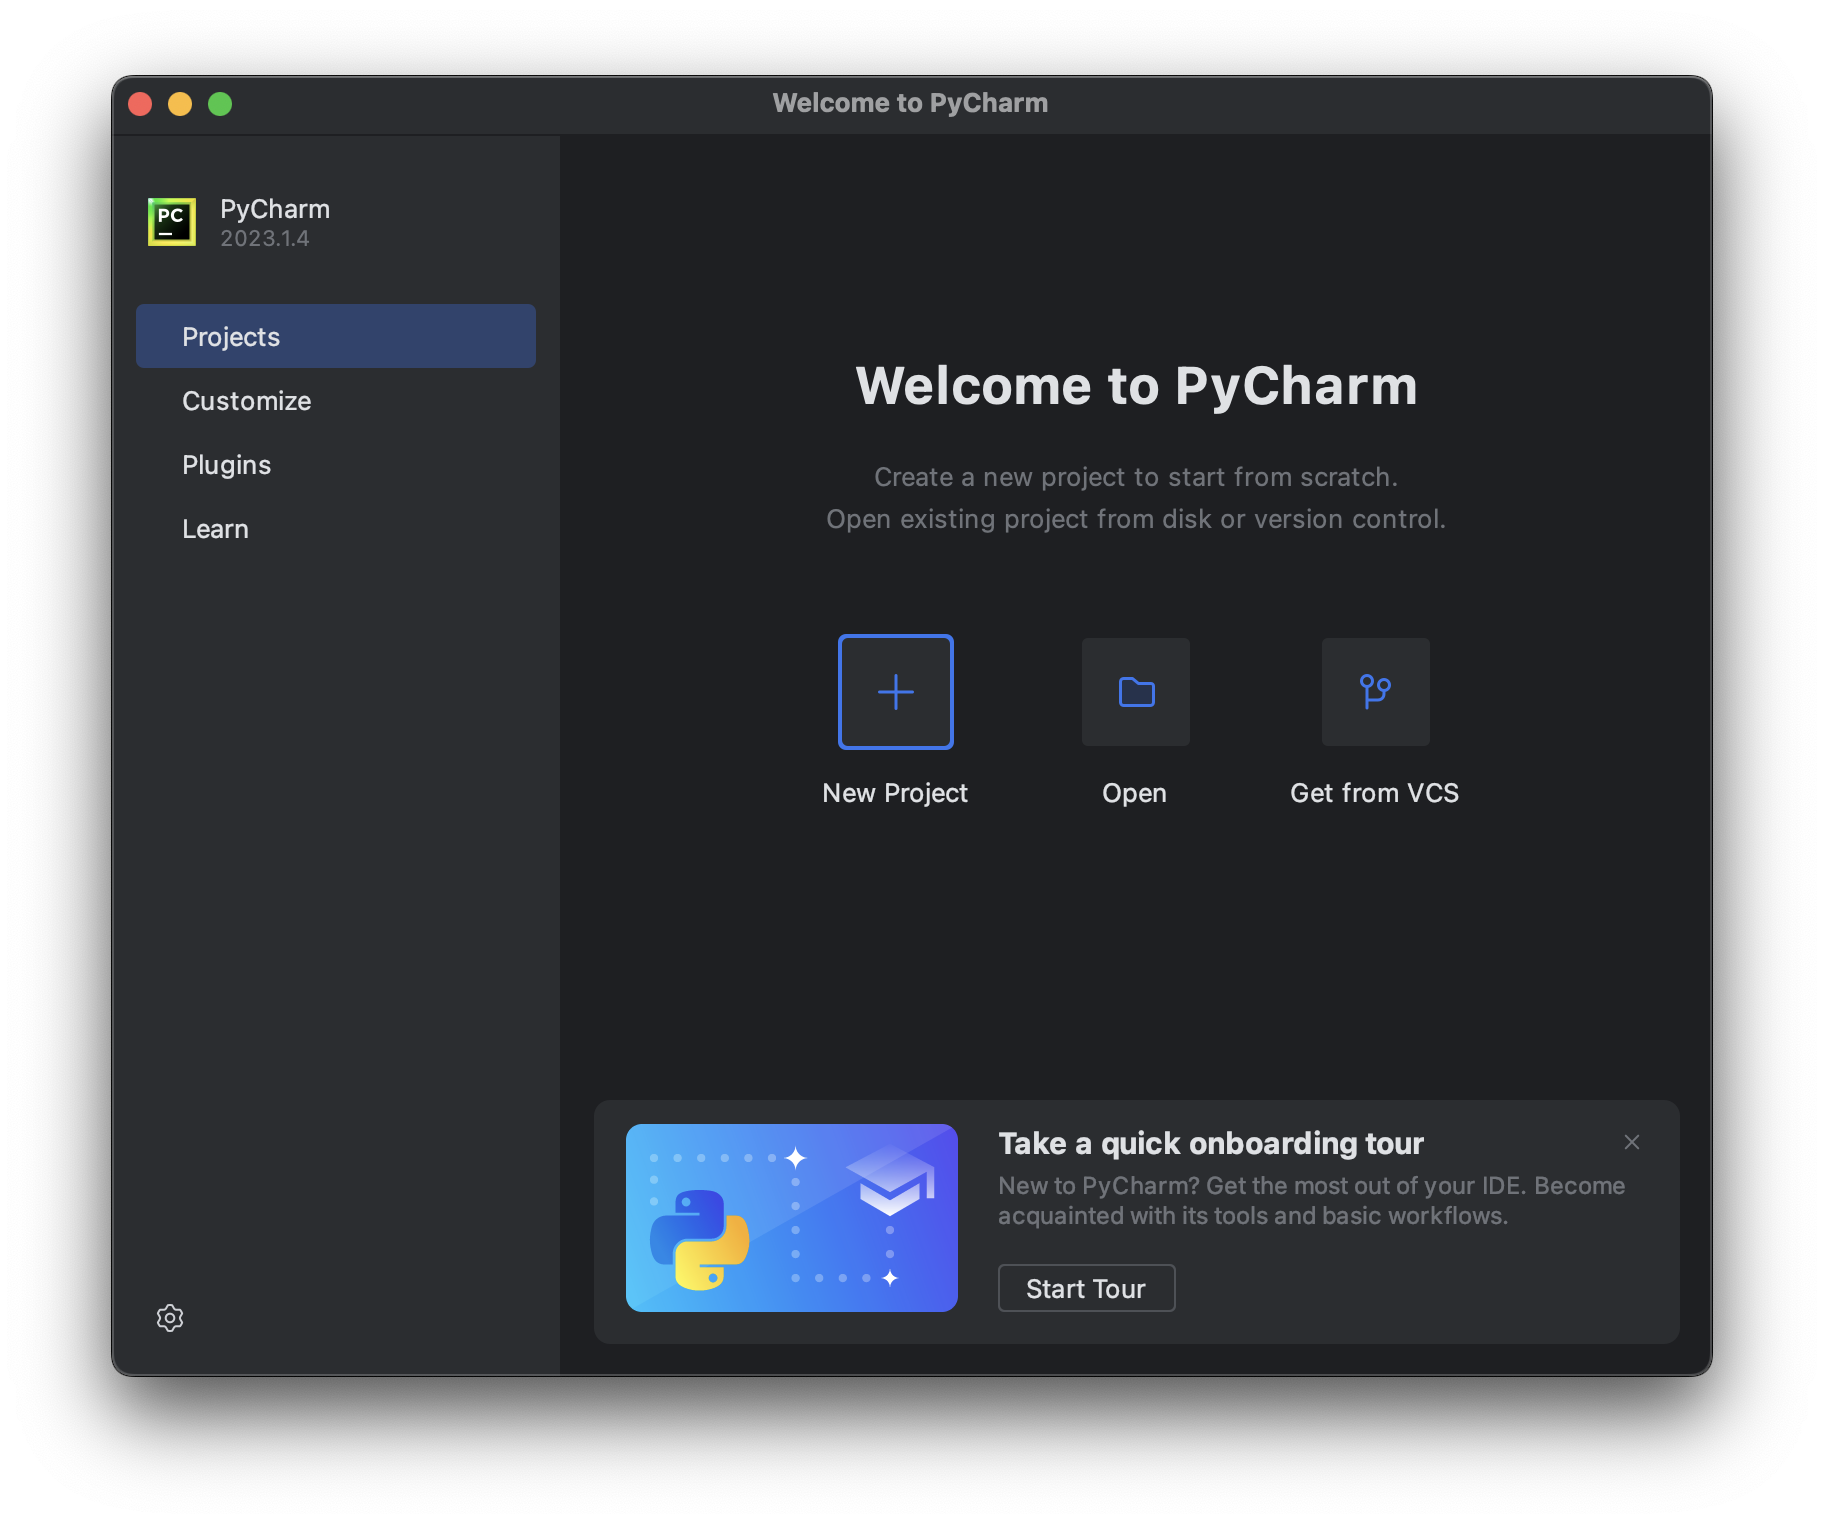 Welcome to PyCharm
PC
PyCharm
2023.1.4
Projects
Customize
Plugins
Learn
Welcome to PyCharm
Create a new project to start from scratch.
Open existing project from disk or version control.
New Project
Open
Get from VCS
Take a quick onboarding tour
New to PyCharm? Get the most out of your IDE. Become
acquainted with its tools and basic workflows.
Start Tour